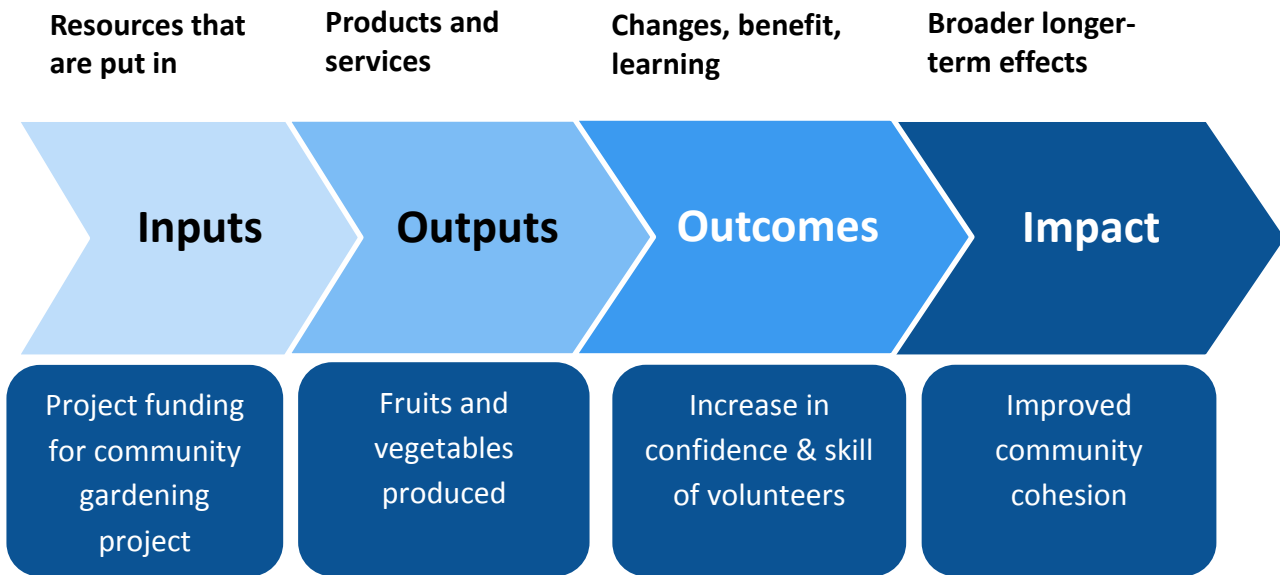 Resources that
are put in
Products and
services
Changes, benefit,
learning
Broader longer-
term effects
Inputs
Outputs
Outcomes
Impact
Project funding
for community
gardening
project
Fruits and
vegetables
produced
Increase in
confidence & skill
of volunteers
Improved
community
cohesion